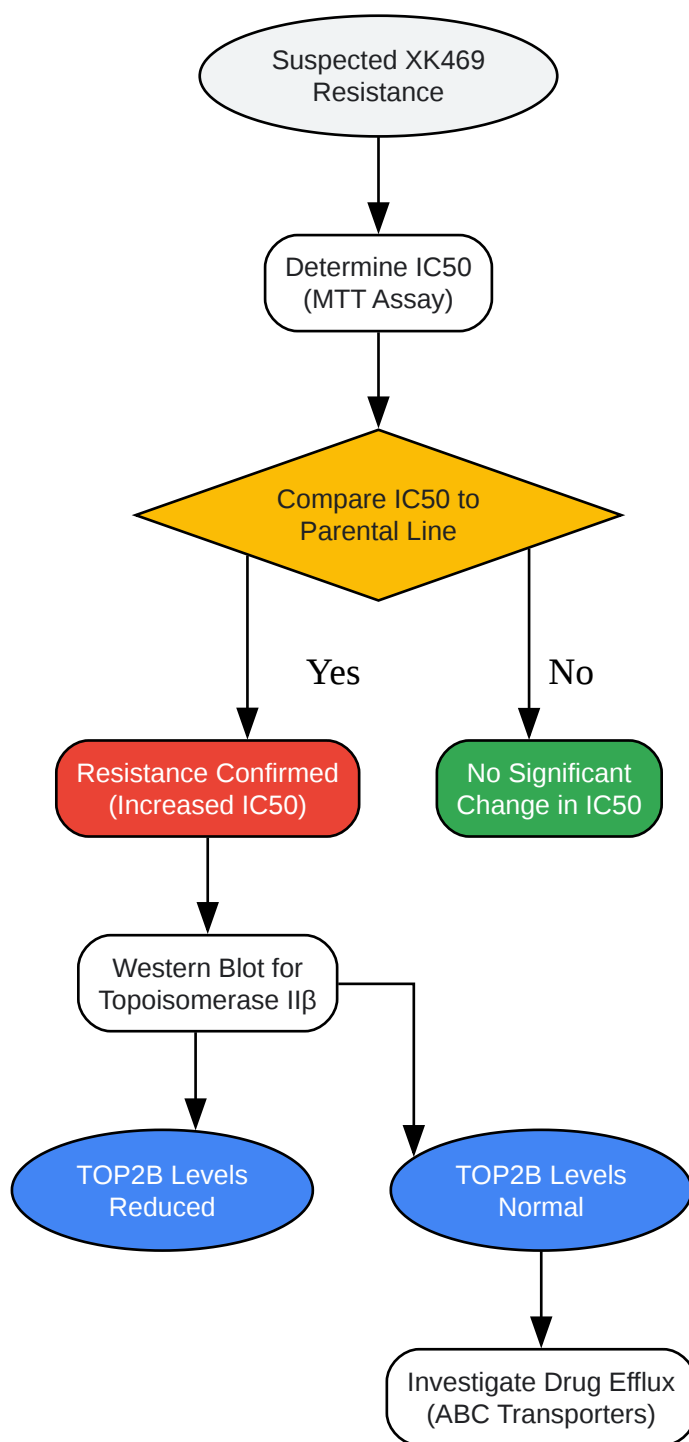 Suspected XK469
Resistance
Determine IC50
(MTT Assay)
Compare IC50 to
Parental Line
Yes
No
Resistance Confirmed
(Increased IC50)
No Significant
Change in IC50
Western Blot for
Topoisomerase IIβ
TOP2B Levels
Reduced
TOP2B Levels
Normal
Investigate Drug Efflux
(ABC Transporters)